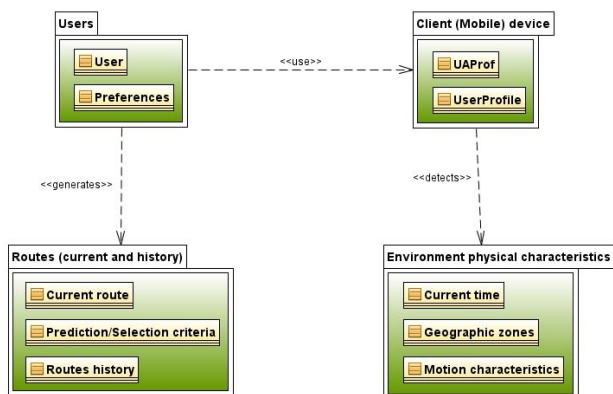 Users
User
Preferences
<<use>>
Client (Mobile) device
UAProf
UserProfile
<<generates>>
<<detects>>
Routes (current and history)
Current route
Prediction/Selection criteria
Routes history
Environment physical characteristics
Current time
Geographic zones
Motion characteristics